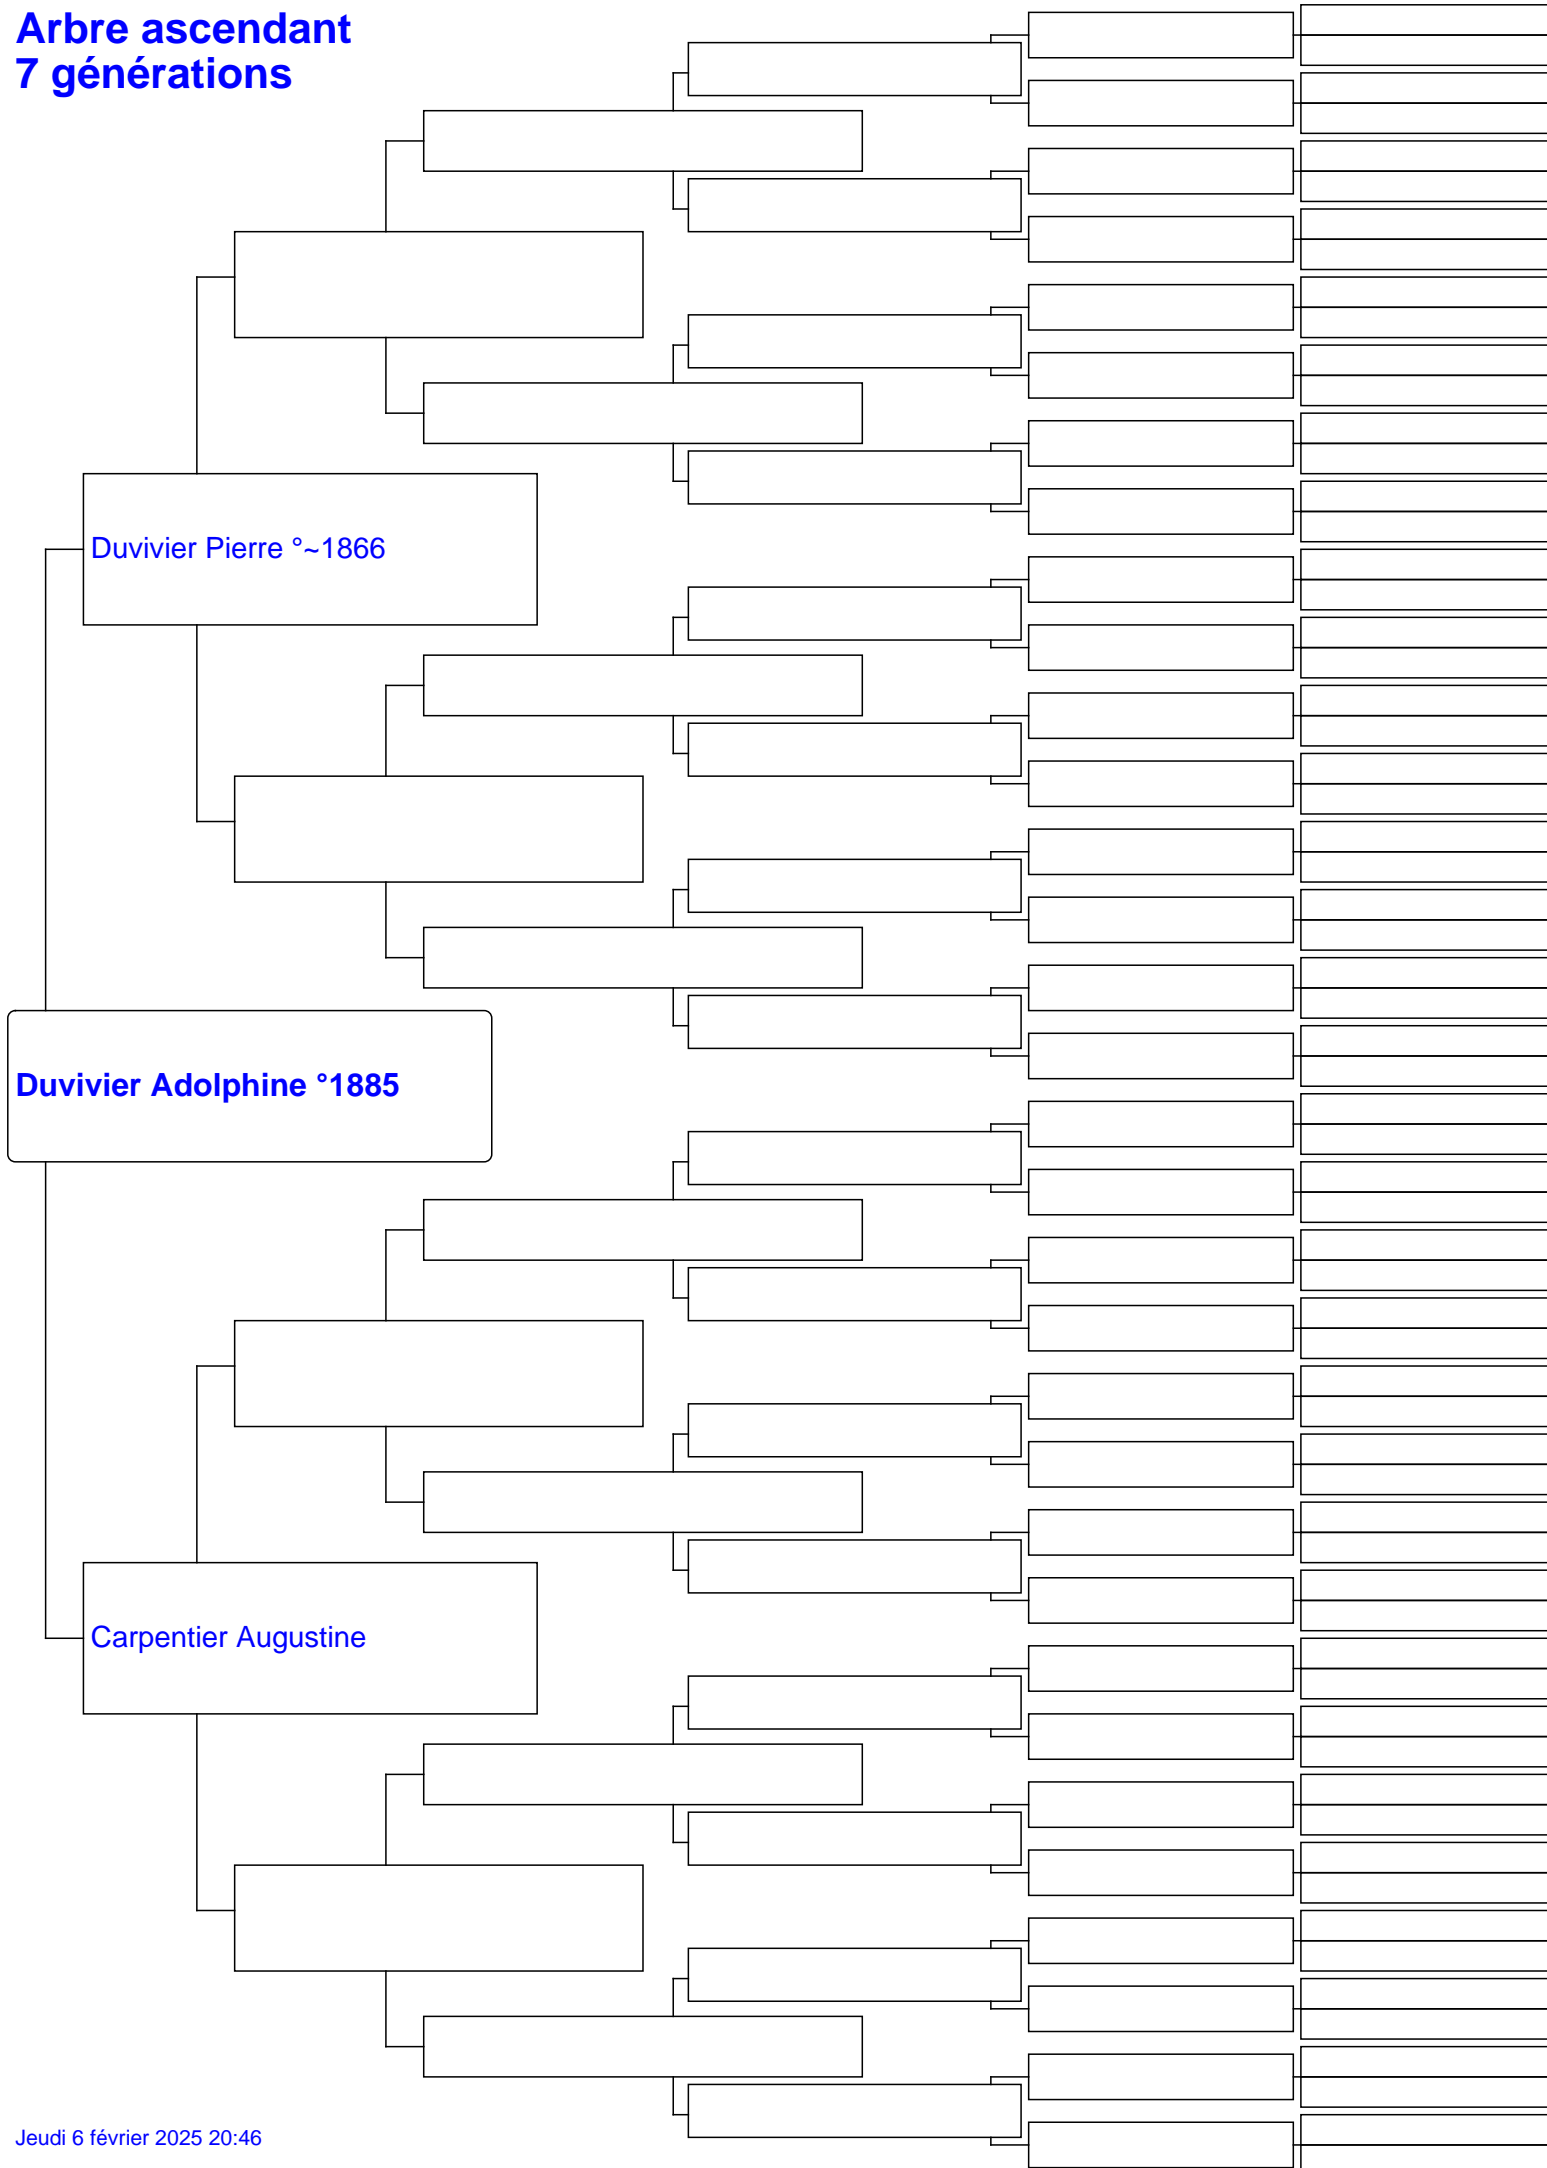 Arbre ascendant
7 générations
Duvivier Pierre °~1866
Duvivier Adolphine °1885
Carpentier Augustine
Jeudi 6 février 2025 20:46